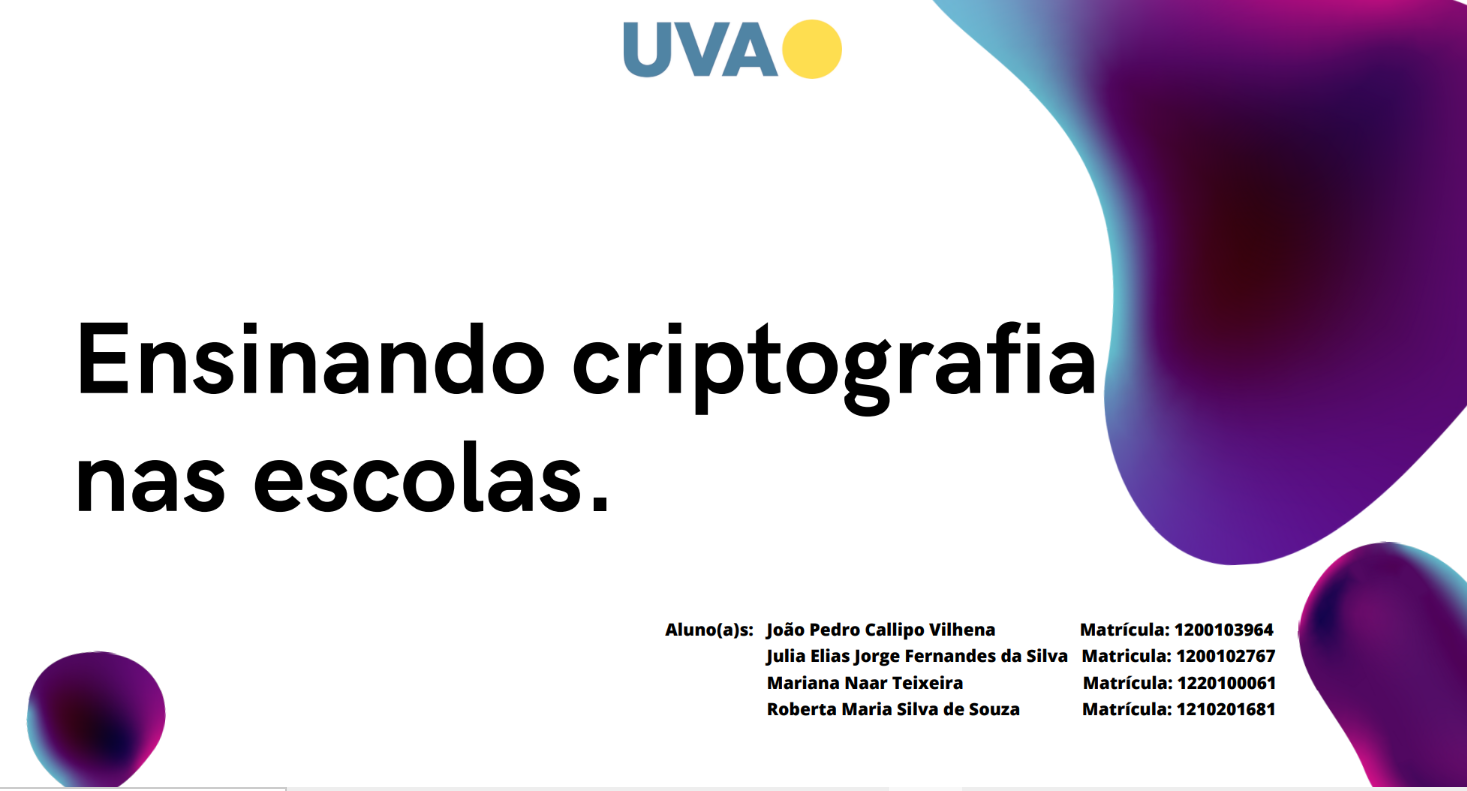 UVA
Ensinando criptografia
nas escolas.
Aluno(a)s: João Pedro Callipo Vilhena Matrícula: 1200103964
Julia Elias Jorge Fernandes da Silva Matricula: 1200102767
Mariana Naar Teixeira Matrícula: 1220100061
Roberta Maria Silva de Souza Matrícula: 1210201681